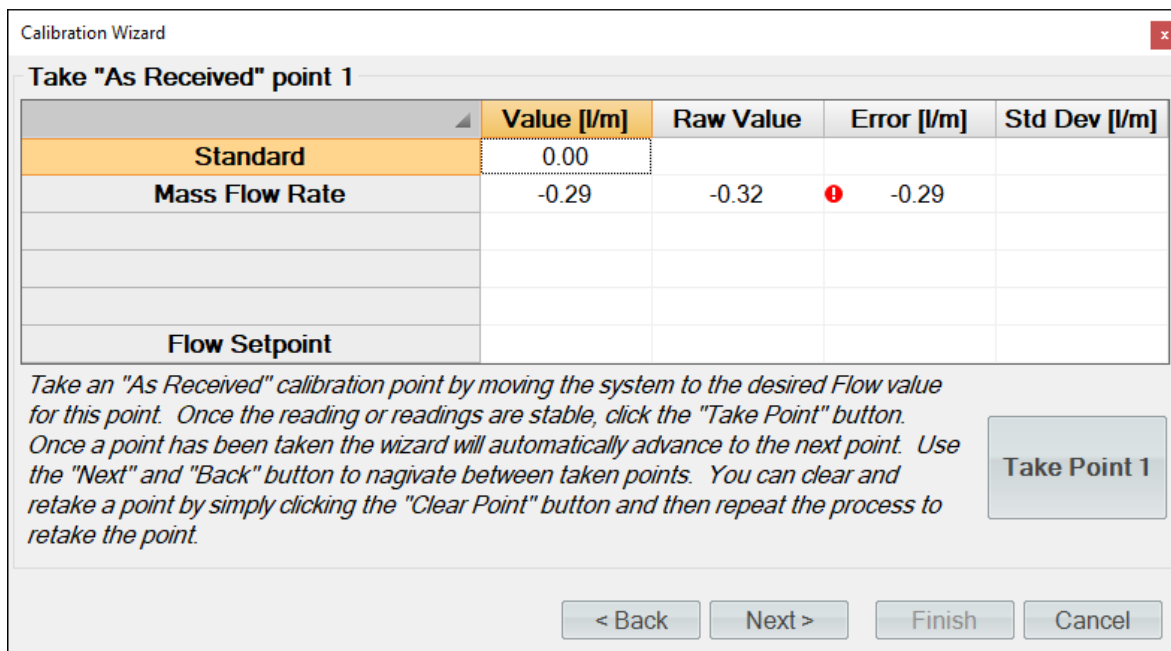 Calibration Wizard
x
Take "As Received" point 1
Value [l/m] Raw Value Error [l/m] Std Dev [l/m]
Standard 0.00
Mass Flow Rate -0.29 -0.32 ! -0.29
Flow Setpoint
Take an "As Received" calibration point by moving the system to the desired Flow value
for this point. Once the reading or readings are stable, click the "Take Point" button.
Once a point has been taken the wizard will automatically advance to the next point. Use
the "Next" and "Back" button to nagivate between taken points. You can clear and
retake a point by simply clicking the "Clear Point" button and then repeat the process to
retake the point.
Take Point 1
< Back Next > Finish Cancel